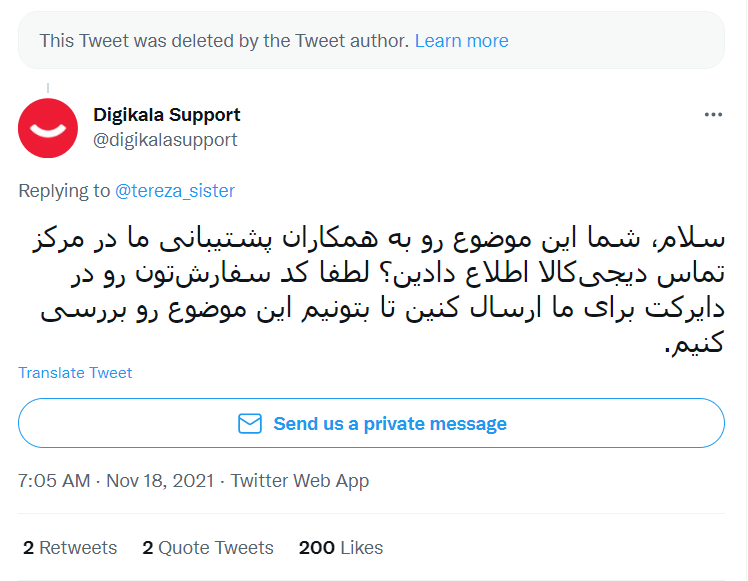 This Tweet was deleted by the Tweet author. Learn more
Digikala Support
@digikalasupport
Replying to @tereza_sister
سلام، شما این موضوع رو به همکاران پشتیبانی ما در مرکز
تماس دیجی‌کالا اطلاع دادین؟ لطفا کد سفارش‌تون رو در
دایرکت برای ما ارسال کنین تا بتونیم این موضوع رو بررسی
کنیم.
Translate Tweet
Send us a private message
7:05 AM · Nov 18, 2021 · Twitter Web App
2 Retweets 2 Quote Tweets 200 Likes